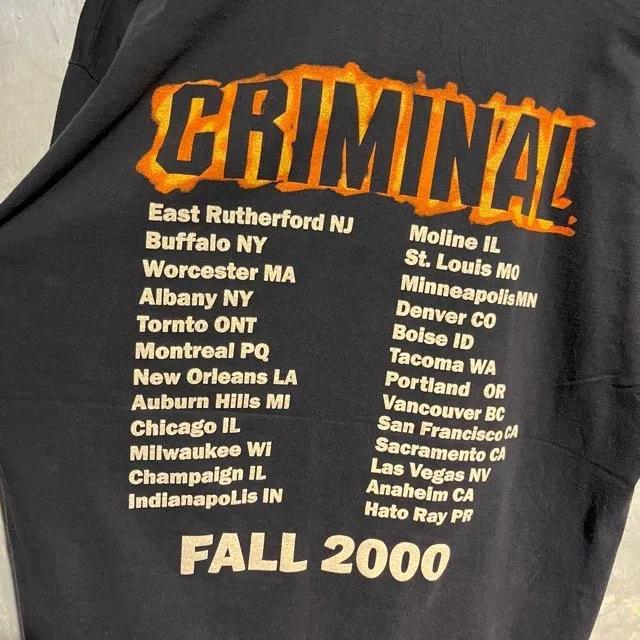 CRIMINAL.
East Rutherford NJ
Buffalo NY
Worcester MA
Albany NY
Tornto ONT
Montreal PQ
New Orleans LA
Auburn Hills MI
Chicago IL
Milwaukee WI
Champaign IL
IndianapoLis IN
Moline IL
St. Louis MO
Minneapolis MN
Denver CO
Boise ID
Tacoma WA
Portland OR
Vancouver BC
San Francisco CA
Sacramento CA
Las Vegas NV
Anaheim CA
Hato Ray PR
FALL 2000